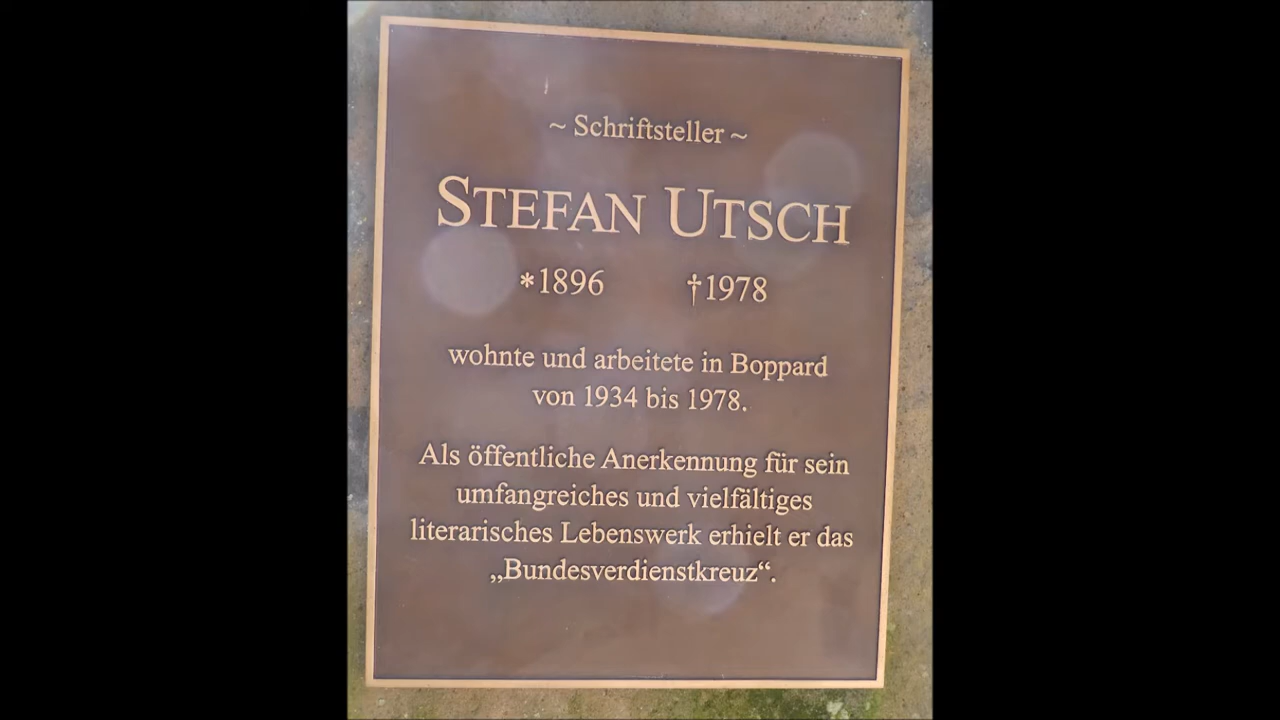 ~ Schriftsteller ~
STEFAN UTSCH
*1896 †1978
wohnte und arbeitete in Boppard
von 1934 bis 1978.
Als öffentliche Anerkennung für sein
umfangreiches und vielfältiges
literarisches Lebenswerk erhielt er das
„Bundesverdienstkreuz“.